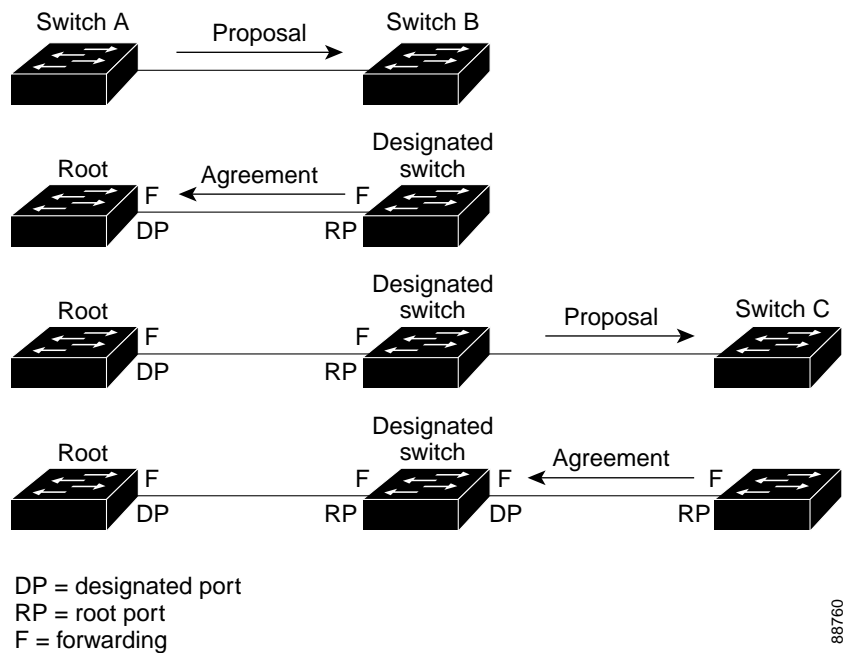 Switch A
Proposal
Switch B
Root
F
Agreement
F
Designated
switch
DP
RP
Root
F
F
Designated
switch
Proposal
Switch C
DP
RP
Root
F
F
Designated
switch
F
Agreement
F
DP
RP
DP
RP
DP = designated port
RP = root port
F = forwarding
88760